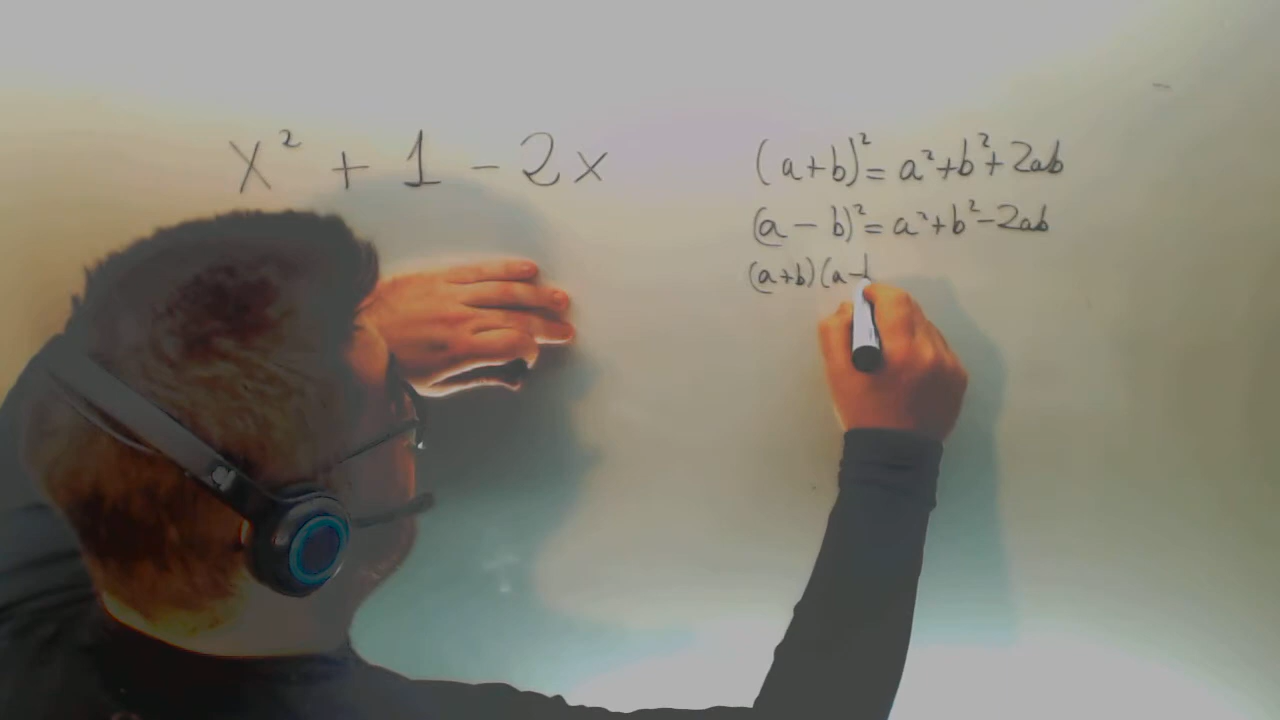 x² + 1 - 2x
(a+b)² = a²+b²+2ab
(a - b)² = a²+b²-2ab
(a+b)(a-